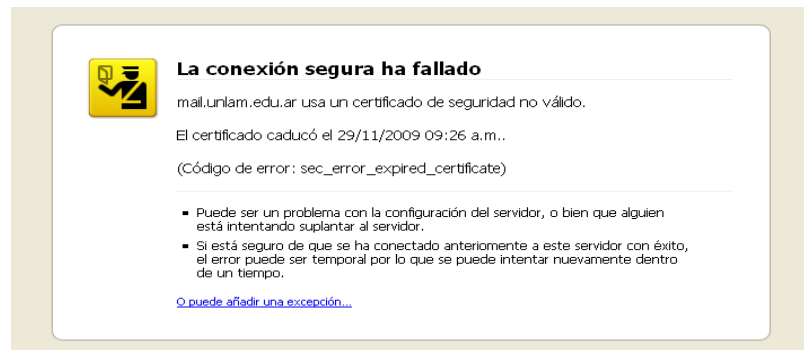 La conexión segura ha fallado
mail.unlam.edu.ar usa un certificado de seguridad no válido.
El certificado caducó el 29/11/2009 09:26 a.m..
(Código de error: sec_error_expired_certificate)
Puede ser un problema con la configuración del servidor, o bien que alguien
está intentando suplantar al servidor.
Si está seguro de que se ha conectado anteriomente a este servidor con éxito,
el error puede ser temporal por lo que se puede intentar nuevamente dentro
de un tiempo.
O puede añadir una excepción...